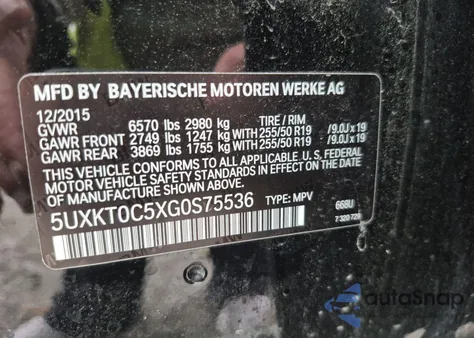 MFD BY BAYERISCHE MOTOREN WERKE AG
12/2015 TIRE / RIM
GVWR 6570 lbs 2980 kg
GAWR FRONT 2749 lbs 1247 kg WITH 255/50 R19 /9.0J x 19
GAWR REAR 3869 lbs 1755 kg WITH 255/50 R19 /9.0J x 19
THIS VEHICLE CONFORMS TO ALL APPLICABLE U.S. FEDERAL
MOTOR VEHICLE SAFETY STANDARDS IN EFFECT ON THE DATE
OF MANUFACTURE SHOWN ABOVE.
5UXKT0C5XG0S75536 TYPE: MPV
668U
7 320 729
autoSnap